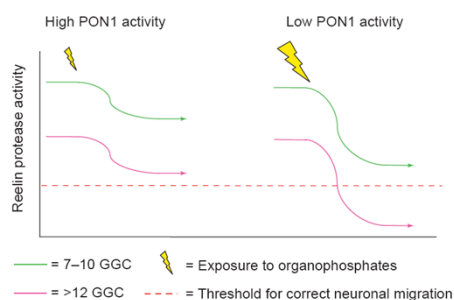 High PON1 activity
Low PON1 activity
Reelin protease activity
= 7–10 GGC
= Exposure to organophosphates
= >12 GGC
= Threshold for correct neuronal migration